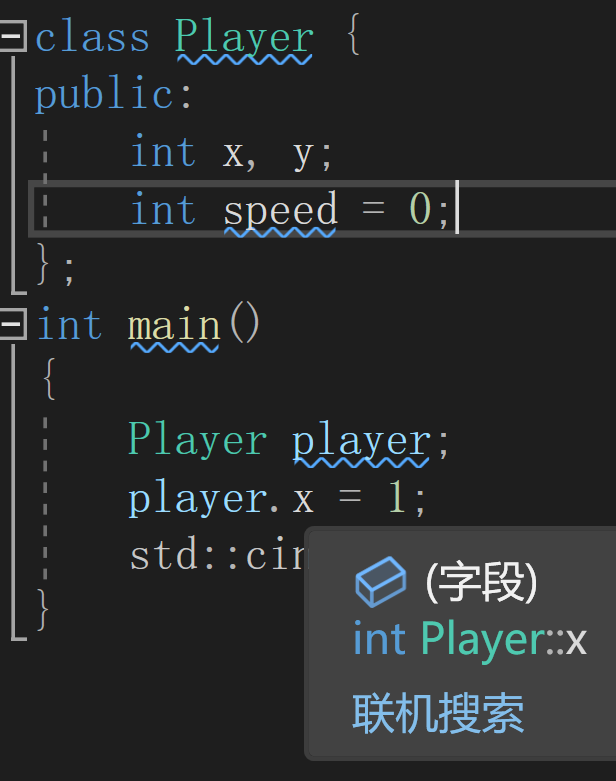 class Player {
public:
int x, y;
int speed = 0;
};
int main()
{
Player player;
player.x = 1;
std::cin
}
(字段)
int Player::x
联机搜索